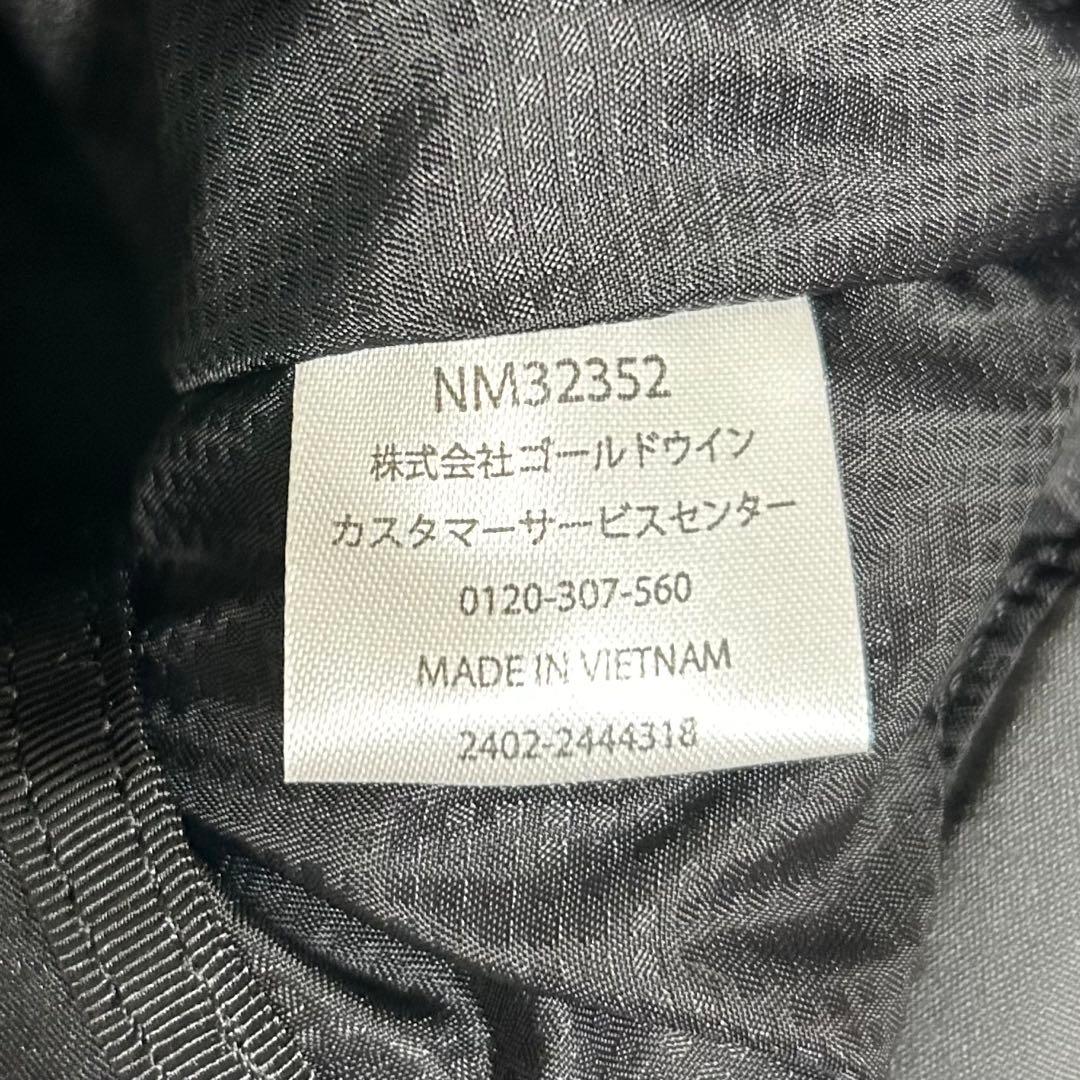 NM32352
株式会社ゴールドウイン
カスタマーサービスセンター
0120-307-560
MADE IN VIETNAM
2402-2444318